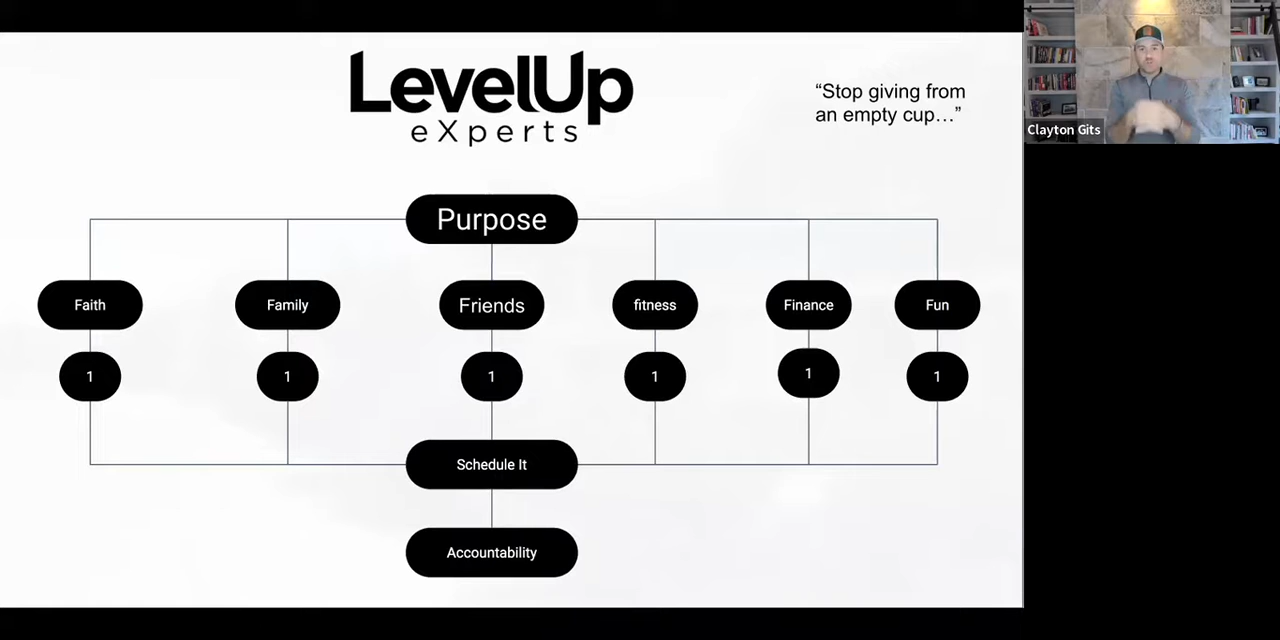 LevelUp
eXperts
“Stop giving from
an empty cup…”
Clayton Gits
Purpose
Faith
Family
Friends
fitness
Finance
Fun
1
1
1
1
1
1
Schedule It
Accountability